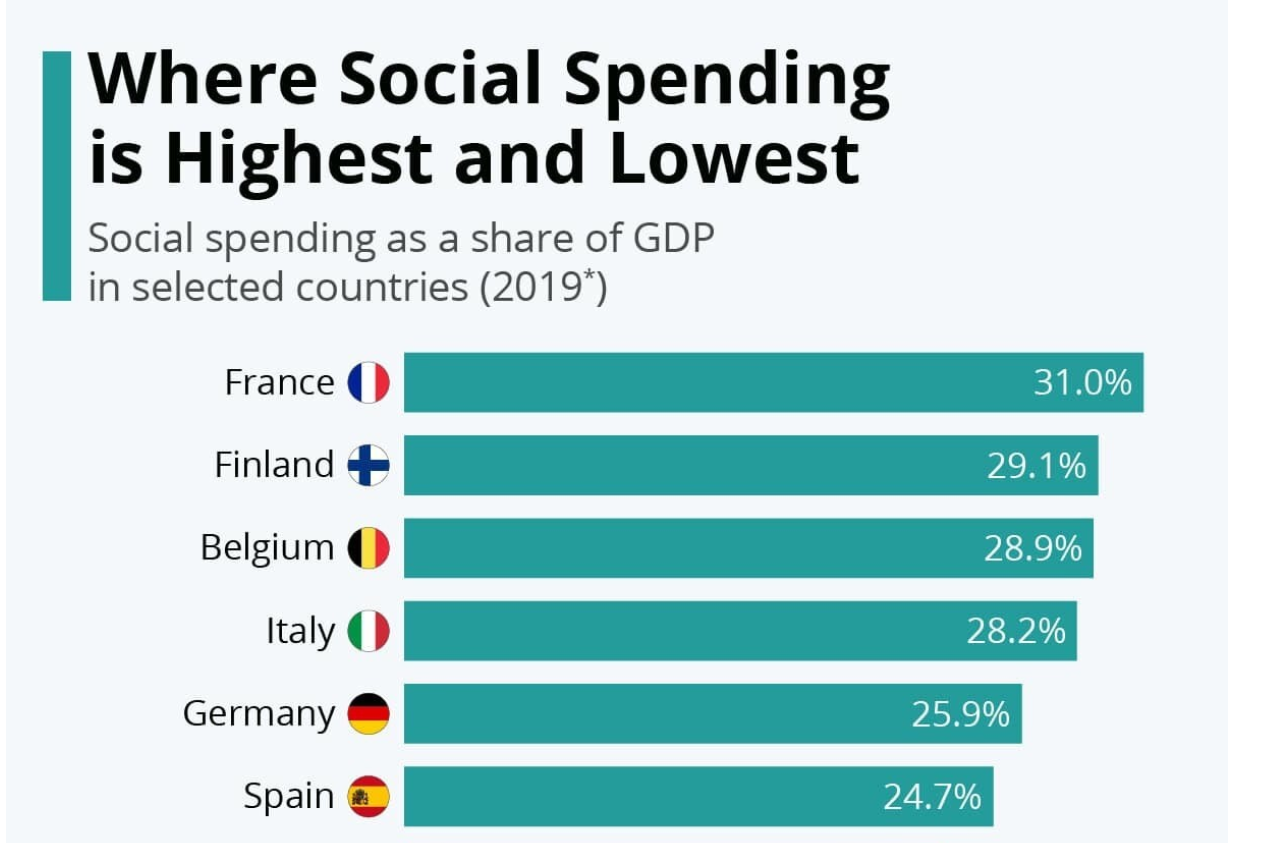 Where Social Spending
is Highest and Lowest
Social spending as a share of GDP
in selected countries (2019*)
France 31.0%
Finland 29.1%
Belgium 28.9%
Italy 28.2%
Germany 25.9%
Spain 24.7%